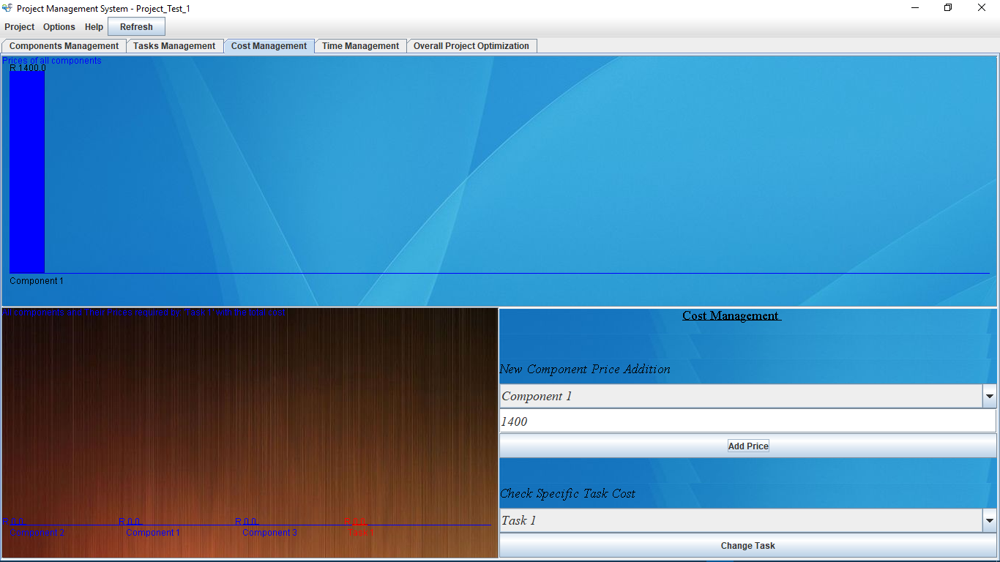 Project Management System - Project_Test_1
Project Options Help Refresh
Components Management Tasks Management Cost Management Time Management Overall Project Optimization
Prices of all components
R 1400.0
Component 1
All components and Their Prices required by Task 1 with the total cost
Cost Management
New Component Price Addition
Component 1
1400
Add Price
Check Specific Task Cost
Task 1
Change Task
R 0.0 R 0.0 R 0.0 R 0.0
Component 2 Component 1 Component 3 Task 1